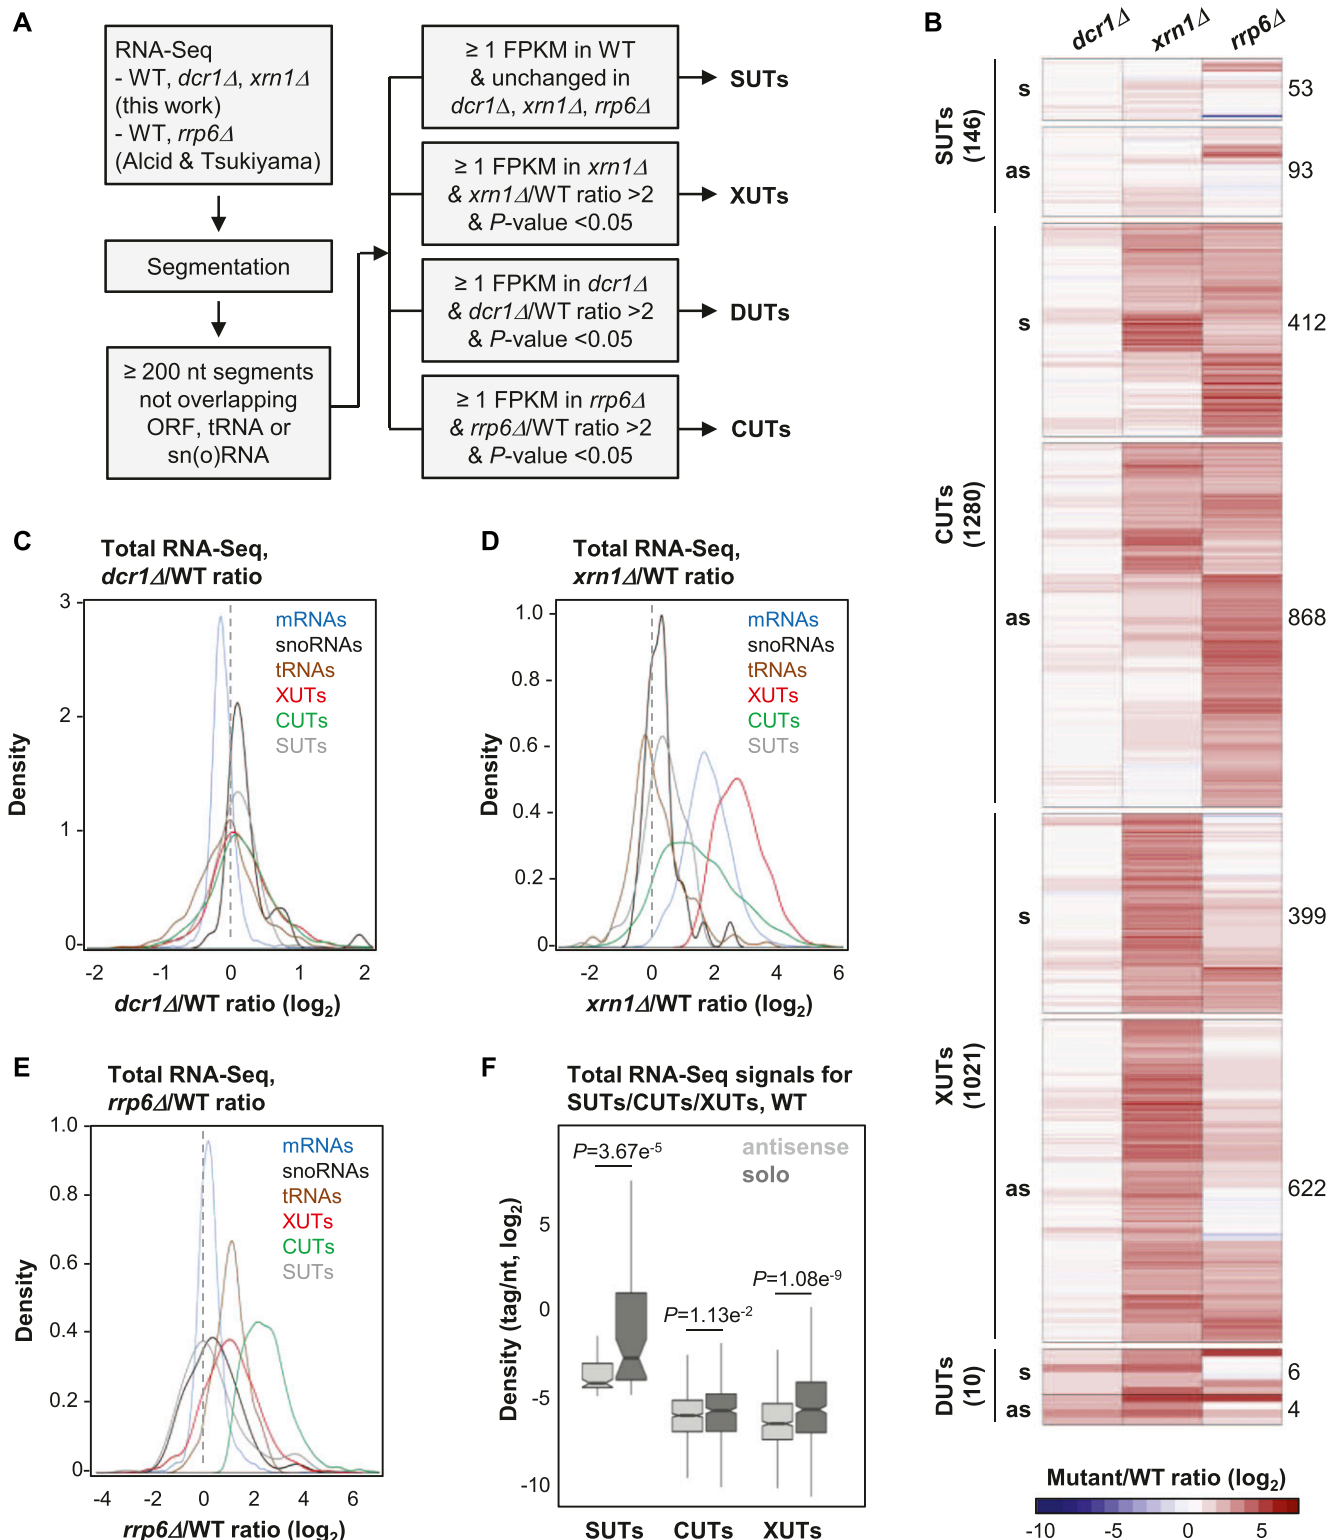 A
RNA-Seq
- WT, dcr1Δ, xrn1Δ
(this work)
- WT, rrp6Δ
(Alcid & Tsukiyama)
Segmentation
≥ 200 nt segments
not overlapping
ORF, tRNA or
sn(o)RNA
≥ 1 FPKM in WT
& unchanged in
dcr1Δ, xrn1Δ, rrp6Δ
SUTs
≥ 1 FPKM in xrn1Δ
& xrn1Δ/WT ratio >2
& P-value <0.05
XUTs
≥ 1 FPKM in dcr1Δ
& dcr1Δ/WT ratio >2
& P-value <0.05
DUTs
≥ 1 FPKM in rrp6Δ
& rrp6Δ/WT ratio >2
& P-value <0.05
CUTs
B
dcr1Δ
xrn1Δ
rrp6Δ
SUTs
(146)
s
53
as
93
CUTs
(1280)
s
412
as
868
XUTs
(1021)
s
399
as
622
DUTs
(10)
s
6
as
4
Mutant/WT ratio (log2)
-10
-5
0
5
C
Total RNA-Seq,
dcr1Δ/WT ratio
mRNAs
snoRNAs
tRNAs
XUTs
CUTs
SUTs
Density
3
2
1
0
-2
-1
0
1
2
dcr1Δ/WT ratio (log2)
D
Total RNA-Seq,
xrn1Δ/WT ratio
mRNAs
snoRNAs
tRNAs
XUTs
CUTs
SUTs
Density
1.0
0.8
0.6
0.4
0.2
0
-2
0
2
4
6
xrn1Δ/WT ratio (log2)
E
Total RNA-Seq,
rrp6Δ/WT ratio
mRNAs
snoRNAs
tRNAs
XUTs
CUTs
SUTs
Density
1.0
0.8
0.6
0.4
0.2
0
-4
-2
0
2
4
6
rrp6Δ/WT ratio (log2)
F
Total RNA-Seq signals for
SUTs/CUTs/XUTs, WT
antisense
solo
P=3.67e-5
P=1.13e-2
P=1.08e-9
Density (tag/nt, log2)
5
0
-5
-10
SUTs
CUTs
XUTs